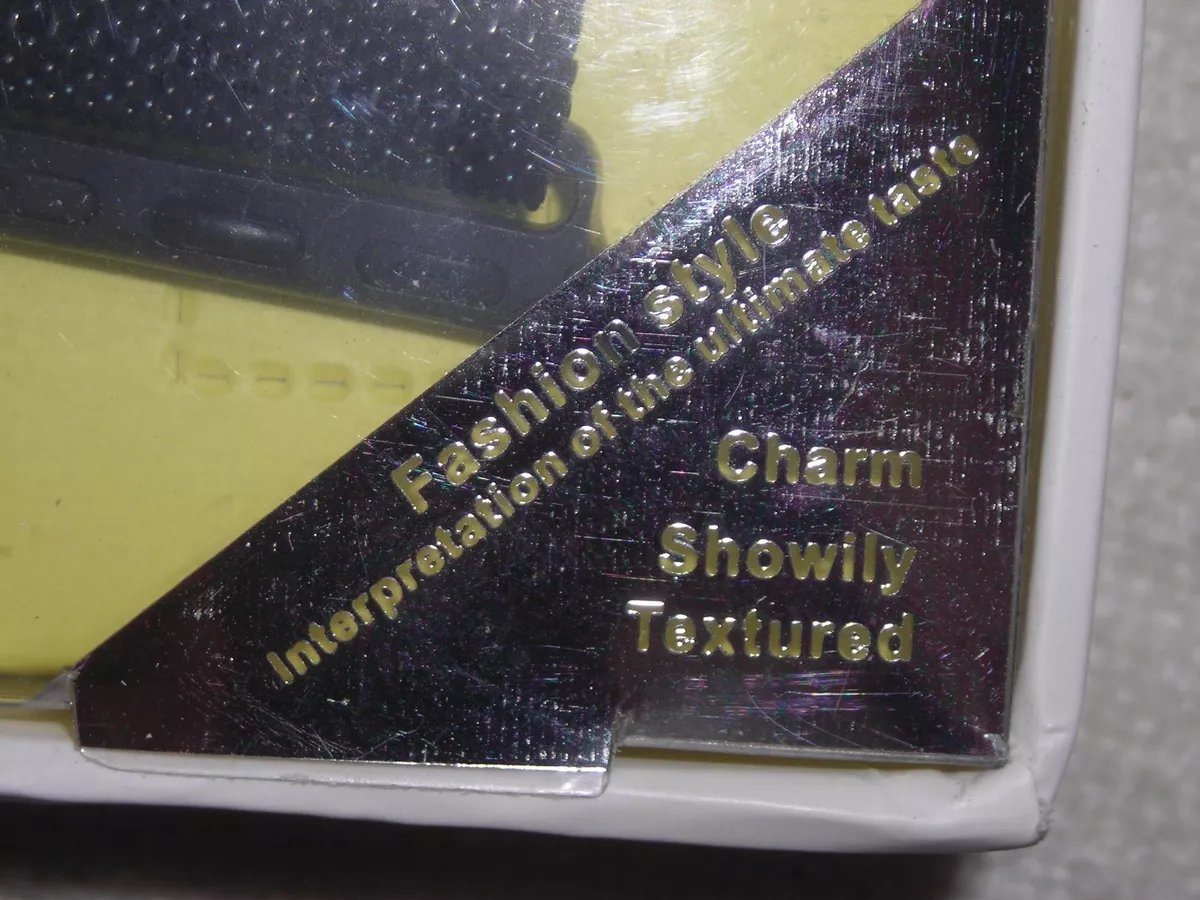 Fashion style
Interpretation of the ultimate taste
Charm
Showily
Textured